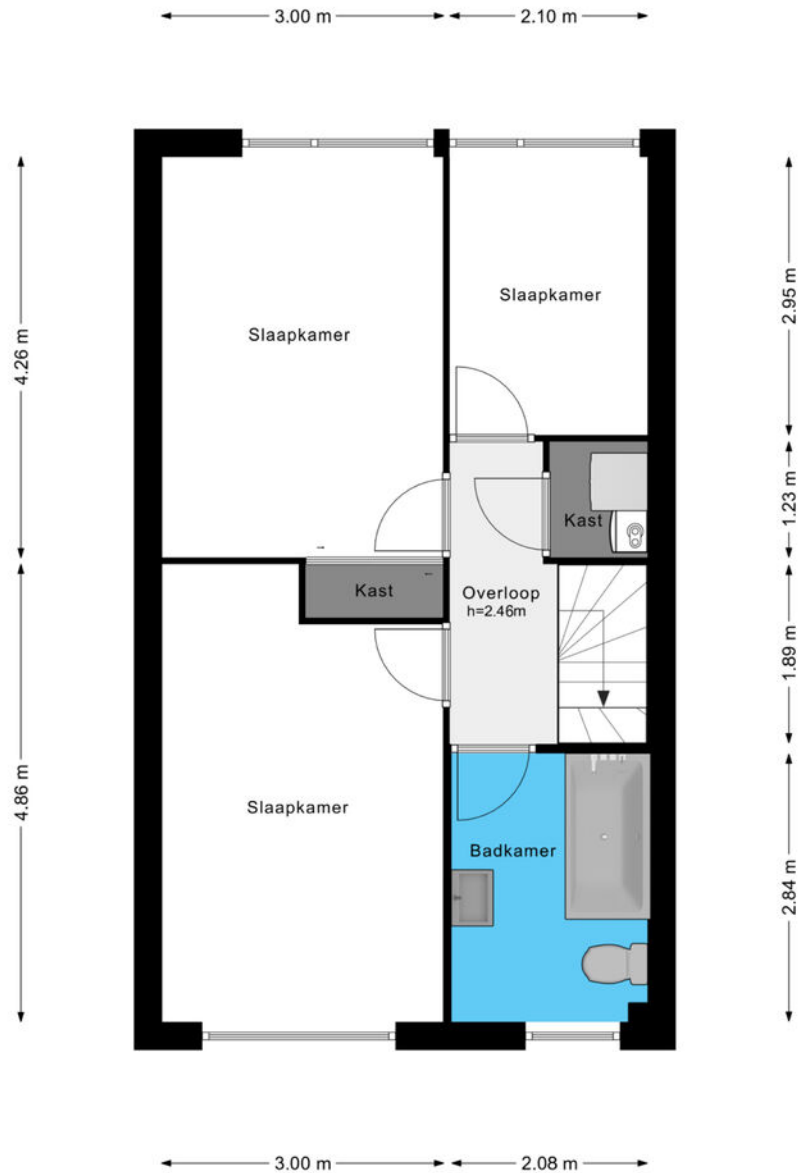 3.00 m
2.10 m
4.26 m
2.95 m
Slaapkamer
Slaapkamer
1.23 m
Kast
Kast
Overloop
h=2.46m
1.89 m
4.86 m
Slaapkamer
Badkamer
2.84 m
3.00 m
2.08 m